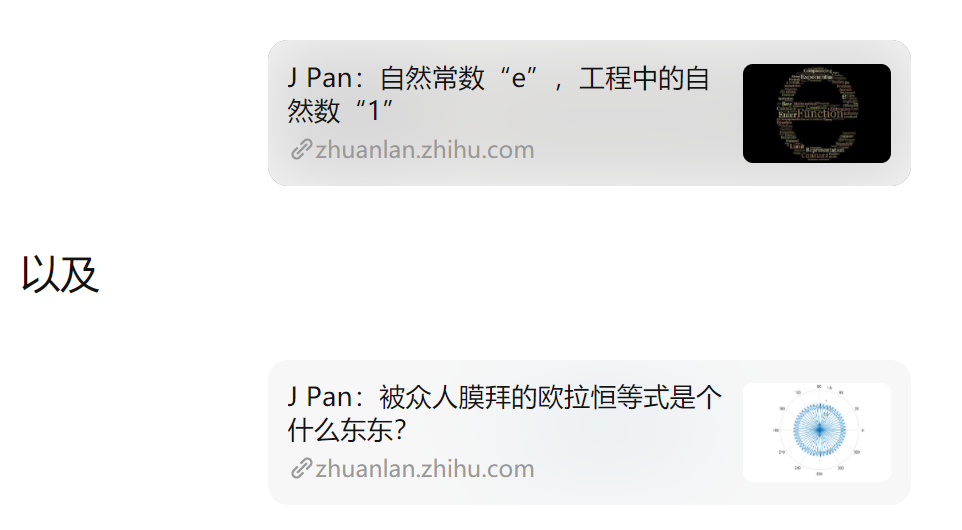 J Pan：自然常数“e”，工程中的自
然数“1”
zhuanlan.zhihu.com
Function
Euler
以及
J Pan：被众人膜拜的欧拉恒等式是个
什么东东？
zhuanlan.zhihu.com